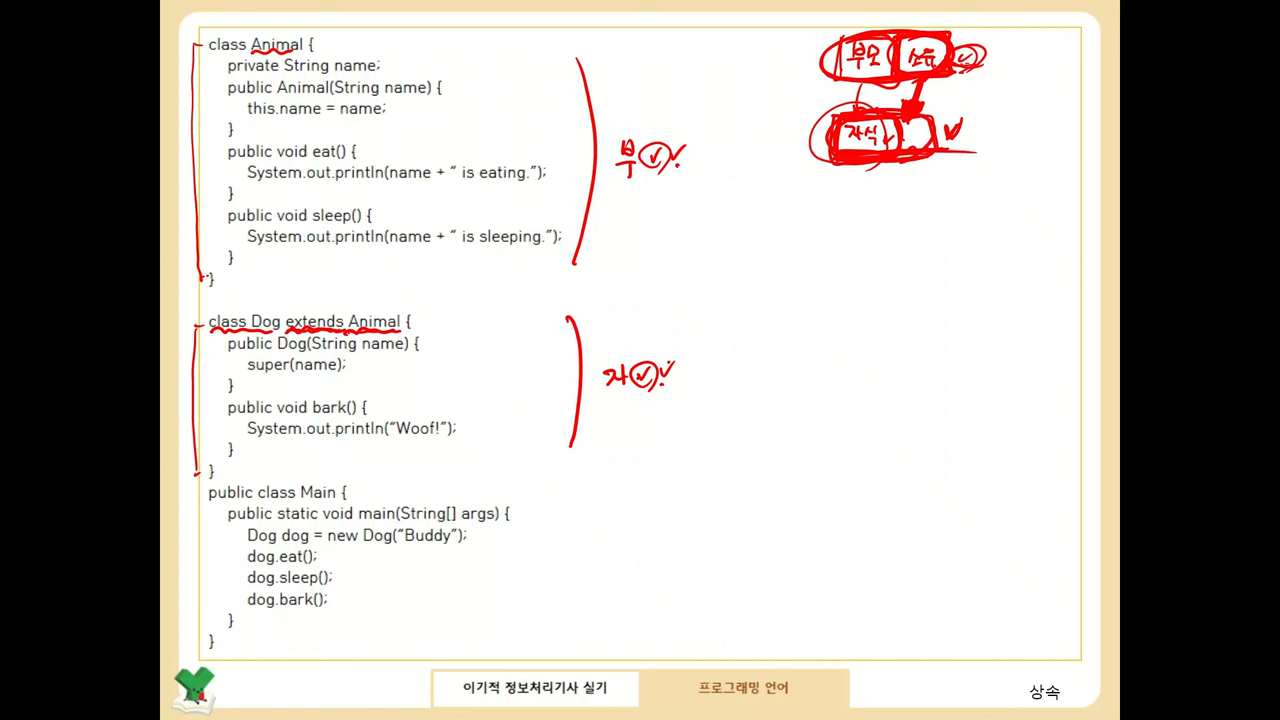 class Animal {
private String name;
public Animal(String name) {
this.name = name;
}
public void eat() {
System.out.println(name + “ is eating.”);
}
public void sleep() {
System.out.println(name + “ is sleeping.”);
}
}
class Dog extends Animal {
public Dog(String name) {
super(name);
}
public void bark() {
System.out.println(“Woof!”);
}
}
public class Main {
public static void main(String[] args) {
Dog dog = new Dog(“Buddy”);
dog.eat();
dog.sleep();
dog.bark();
}
}
부모 소유
자식
부
자
이기적 정보처리기사 실기
프로그래밍 언어
상속